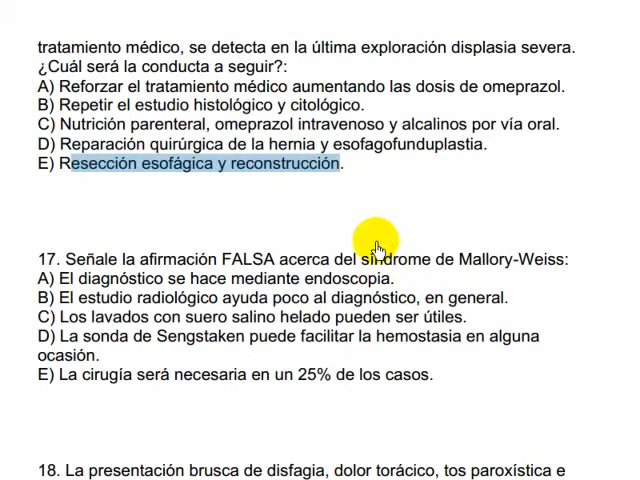 tratamiento médico, se detecta en la última exploración displasia severa.
¿Cuál será la conducta a seguir?:
A) Reforzar el tratamiento médico aumentando las dosis de omeprazol.
B) Repetir el estudio histológico y citológico.
C) Nutrición parenteral, omeprazol intravenoso y alcalinos por vía oral.
D) Reparación quirúrgica de la hernia y esofagofunduplastia.
E) Resección esofágica y reconstrucción.
17. Señale la afirmación FALSA acerca del síndrome de Mallory-Weiss:
A) El diagnóstico se hace mediante endoscopia.
B) El estudio radiológico ayuda poco al diagnóstico, en general.
C) Los lavados con suero salino helado pueden ser útiles.
D) La sonda de Sengstaken puede facilitar la hemostasia en alguna
ocasión.
E) La cirugía será necesaria en un 25% de los casos.
18. La presentación brusca de disfagia, dolor torácico, tos paroxística e